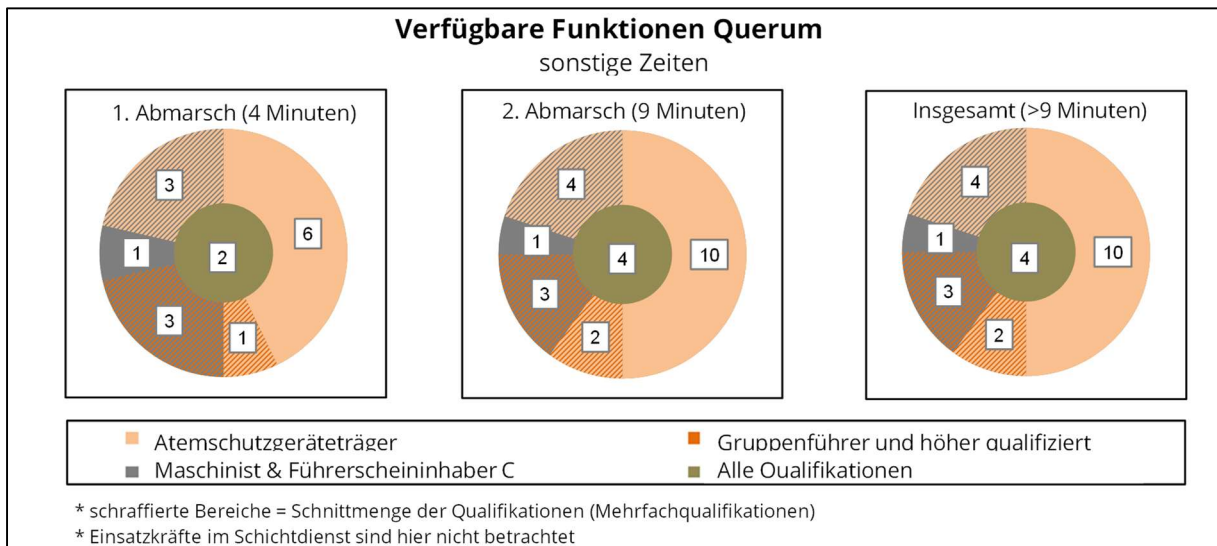 Verfügbare Funktionen Querum
sonstige Zeiten
1. Abmarsch (4 Minuten)
3
6
1
2
3
1
2. Abmarsch (9 Minuten)
4
1
10
4
3
2
Insgesamt (>9 Minuten)
4
1
10
4
3
2
Atemschutzgeräteträger
Gruppenführer und höher qualifiziert
Maschinist & Führerscheininhaber C
Alle Qualifikationen
* schraffierte Bereiche = Schnittmenge der Qualifikationen (Mehrfachqualifikationen)
* Einsatzkräfte im Schichtdienst sind hier nicht betrachtet